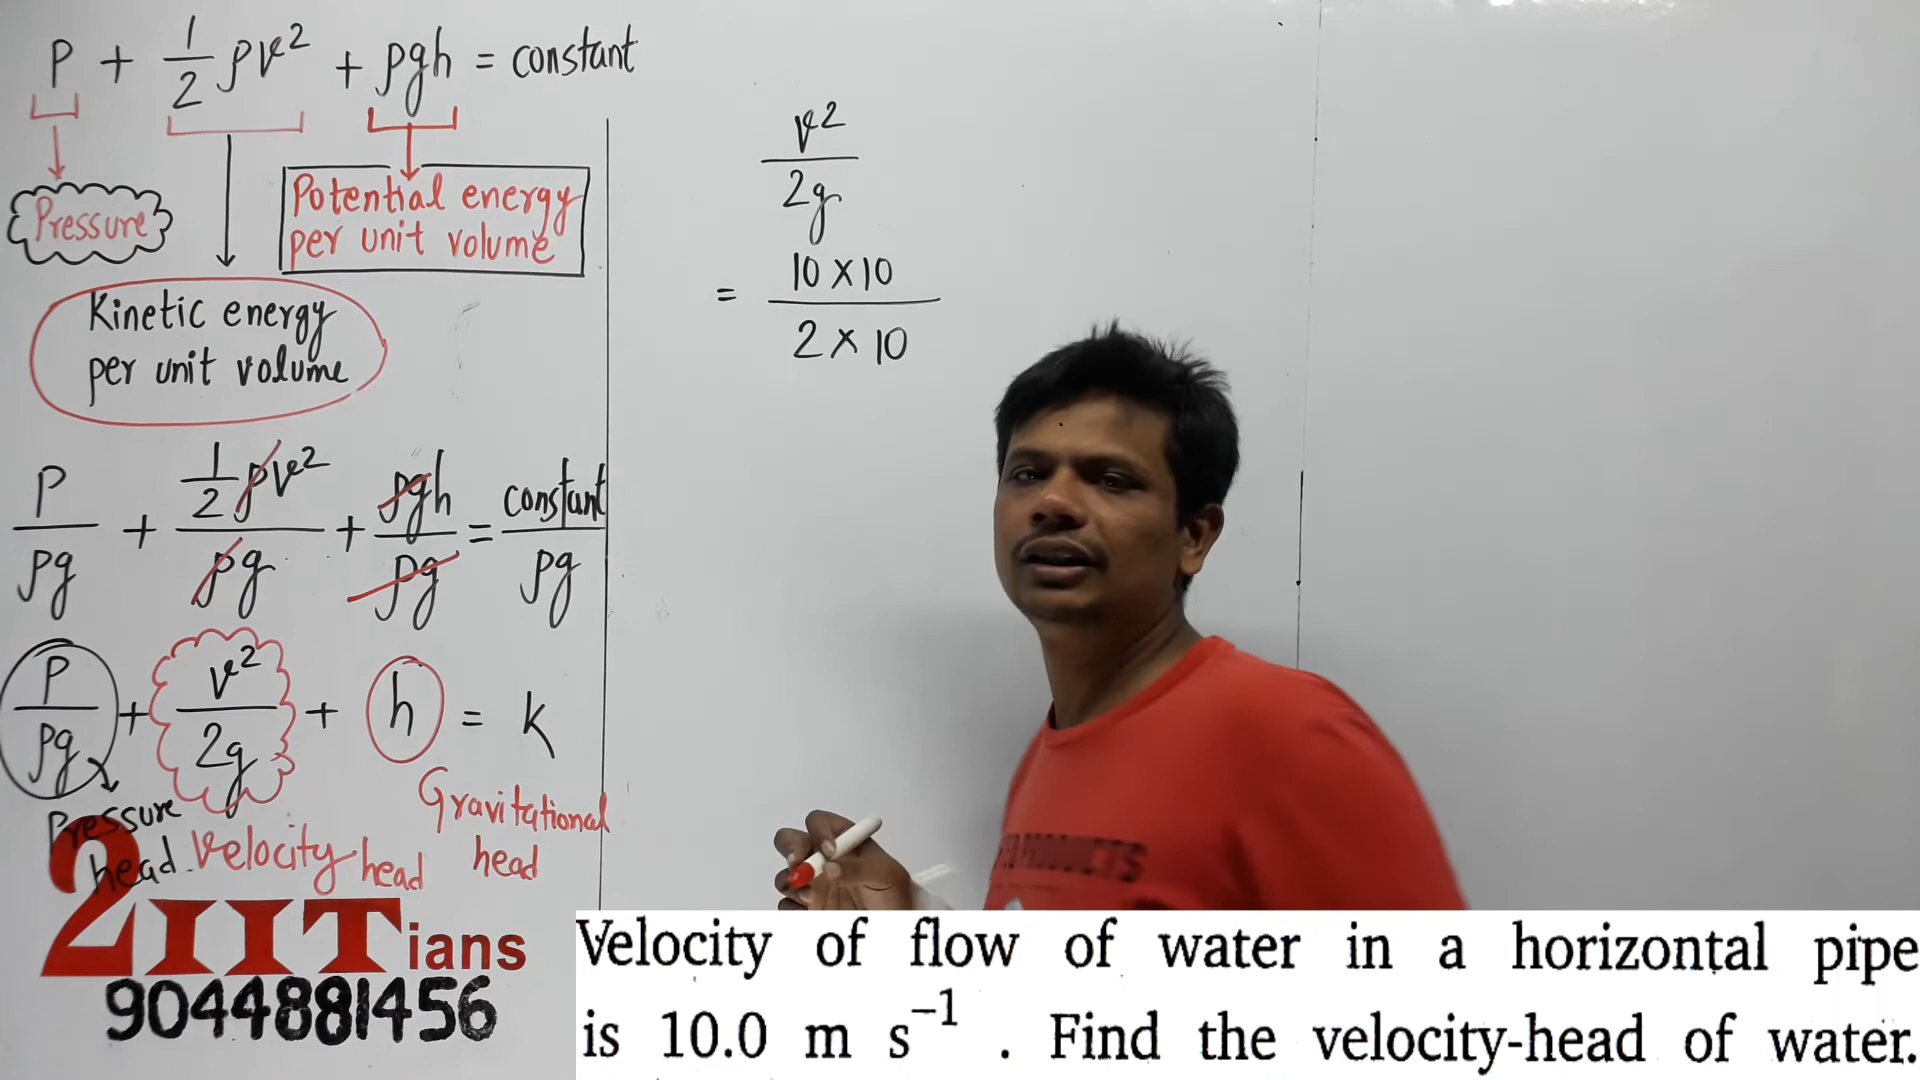 P + 1/2 ρv² + ρgh = constant
Pressure
Potential energy
per unit volume
Kinetic energy
per unit volume
P/ρg + 1/2 ρv²/ρg + ρgh/ρg = constant/ρg
P/ρg + v²/2g + h = K
Pressure
head
Velocity head
Gravitational
head
v²/2g
= 10 × 10 / 2 × 10
PRODUCTS
2IITians
9044881456
Velocity of flow of water in a horizontal pipe
is 10.0 m s⁻¹ . Find the velocity-head of water.